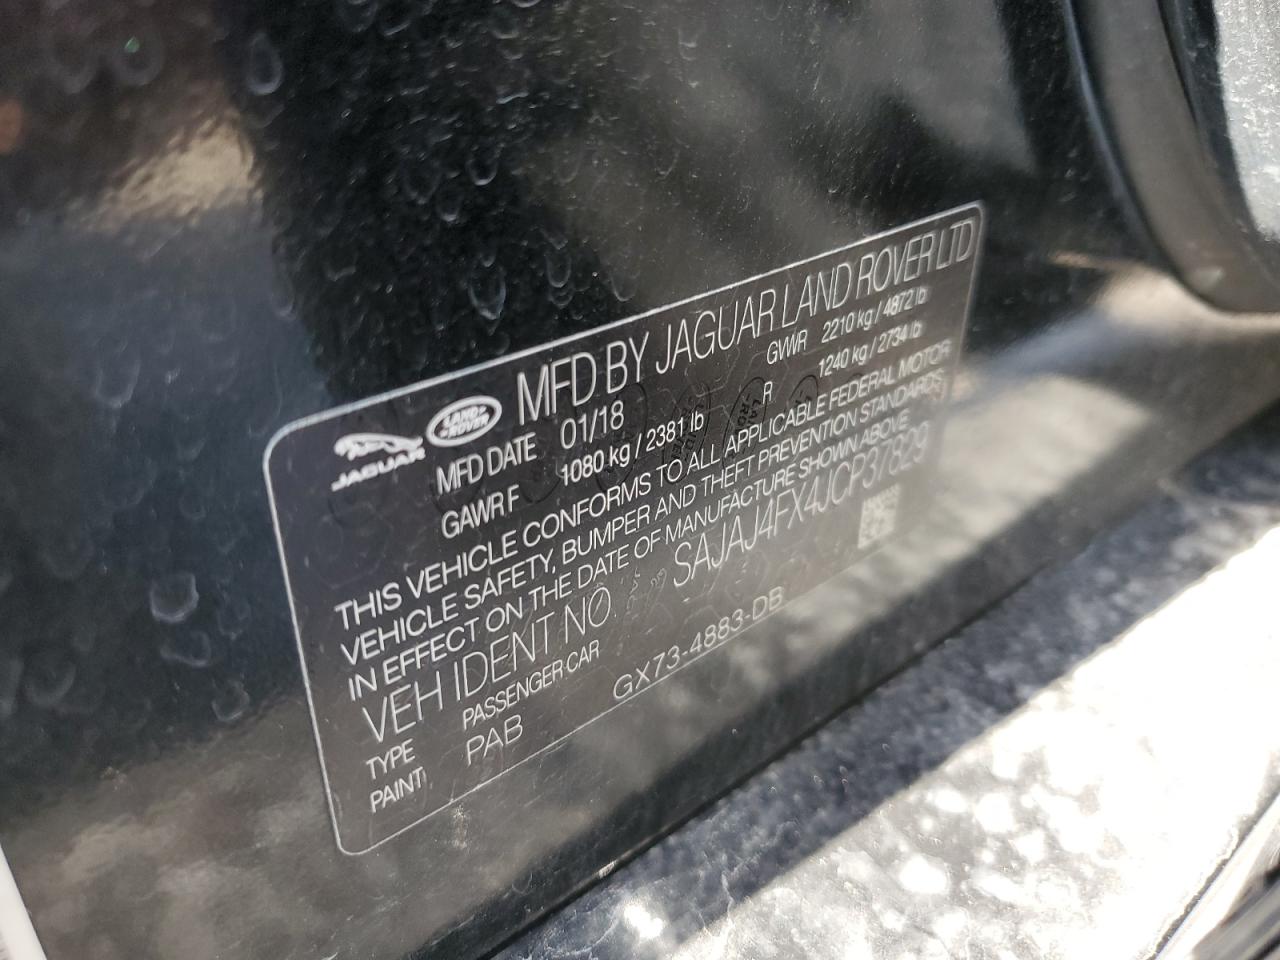 JAGUAR
LAND ROVER
MFD BY JAGUAR LAND ROVER LTD
MFD DATE 01/18 GVWR 2210 kg / 4872 lb
GAWR F 1080 kg / 2381 lb R 1240 kg / 2734 lb
THIS VEHICLE CONFORMS TO ALL APPLICABLE FEDERAL MOTOR
VEHICLE SAFETY, BUMPER AND THEFT PREVENTION STANDARDS
IN EFFECT ON THE DATE OF MANUFACTURE SHOWN ABOVE
VEH IDENT NO. SAJAJ4FX4JCP37829
TYPE PASSENGER CAR
PAINT PAB GX73-4883-DB